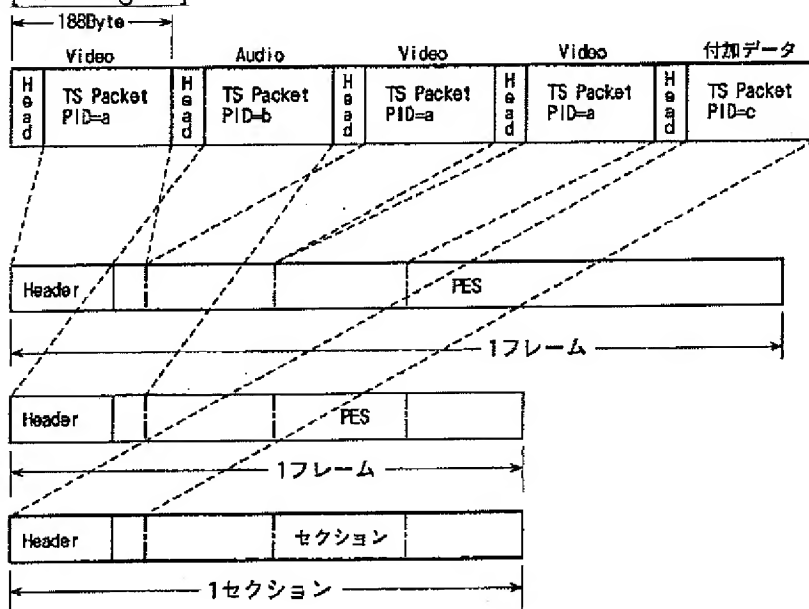 188Byte
Video Audio Video Video 付加データ
Head TS Packet PID=a Head TS Packet PID=b Head TS Packet PID=a Head TS Packet PID=a Head TS Packet PID=c
Header PES
1フレーム
Header PES
1フレーム
Header セクション
1セクション